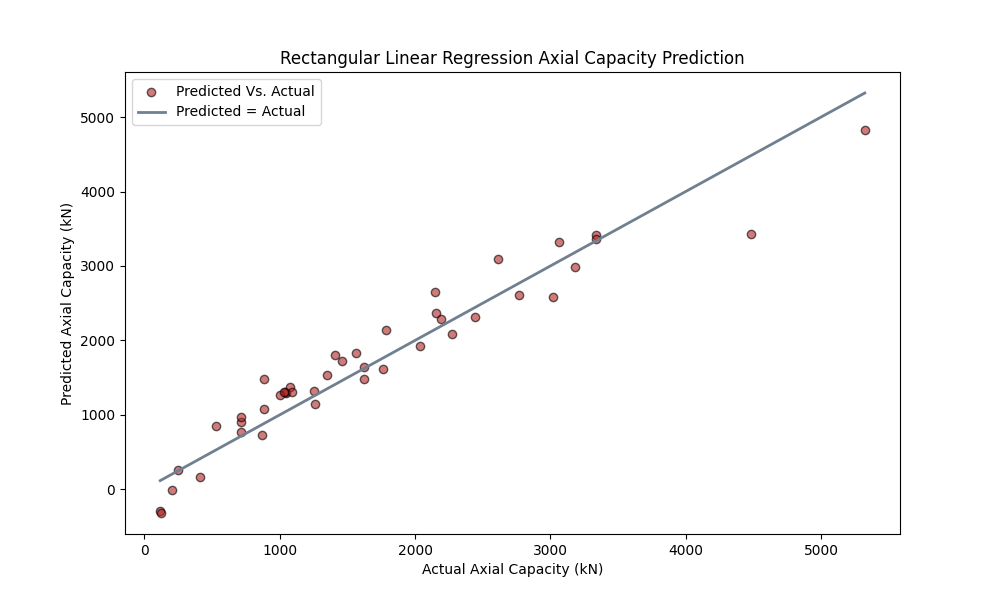 Rectangular Linear Regression Axial Capacity Prediction
Predicted Vs. Actual
Predicted = Actual
Predicted Axial Capacity (kN)
5000
4000
3000
2000
1000
0
0 1000 2000 3000 4000 5000
Actual Axial Capacity (kN)